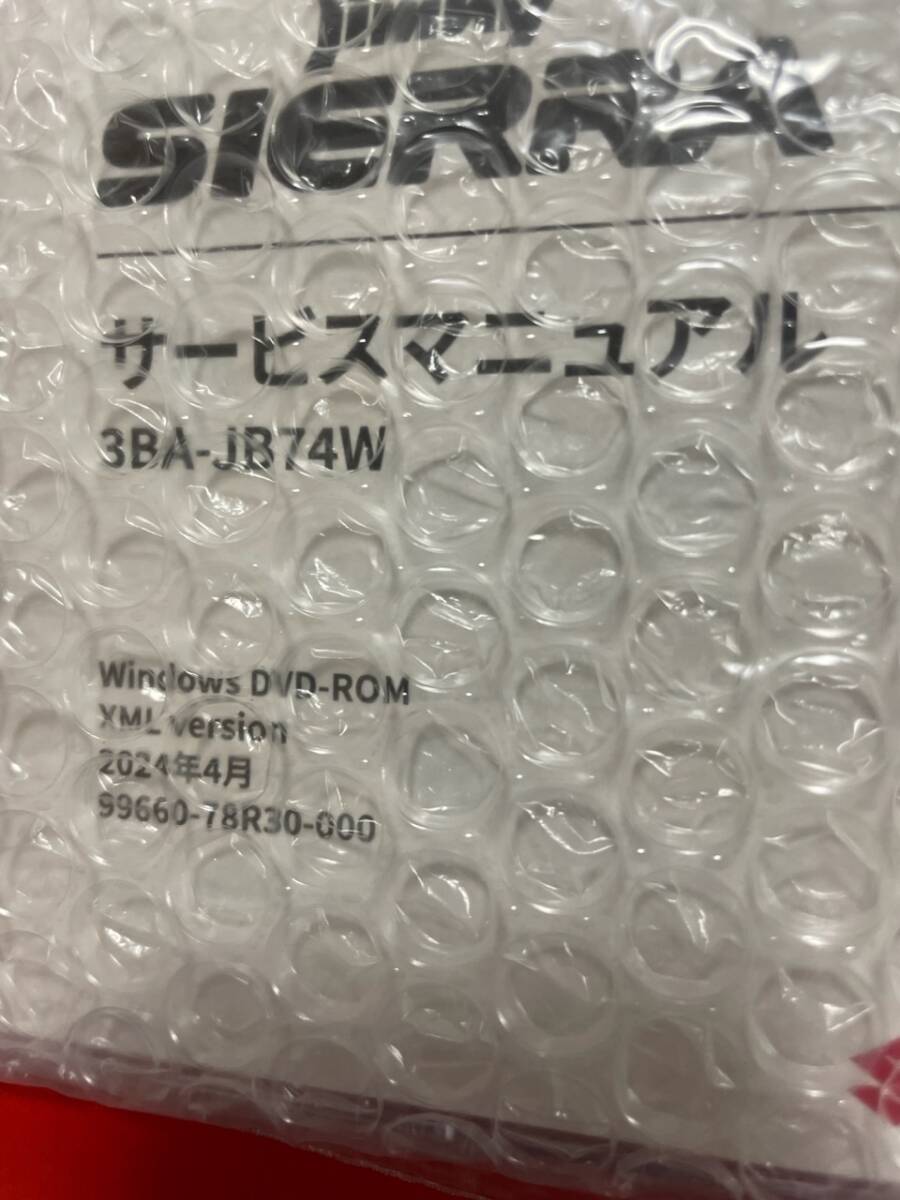 Jimny
SIERRA
サービスマニュアル
3BA-JB74W
Windows DVD-ROM
XML version
2024年4月
99660-78R30-000